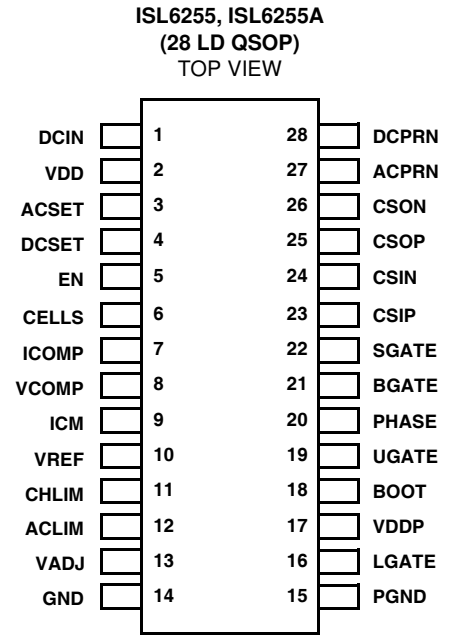 ISL6255, ISL6255A
(28 LD QSOP)
TOP VIEW
DCIN 1 28 DCPRN
VDD 2 27 ACPRN
ACSET 3 26 CSON
DCSET 4 25 CSOP
EN 5 24 CSIN
CELLS 6 23 CSIP
ICOMP 7 22 SGATE
VCOMP 8 21 BGATE
ICM 9 20 PHASE
VREF 10 19 UGATE
CHLIM 11 18 BOOT
ACLIM 12 17 VDDP
VADJ 13 16 LGATE
GND 14 15 PGND